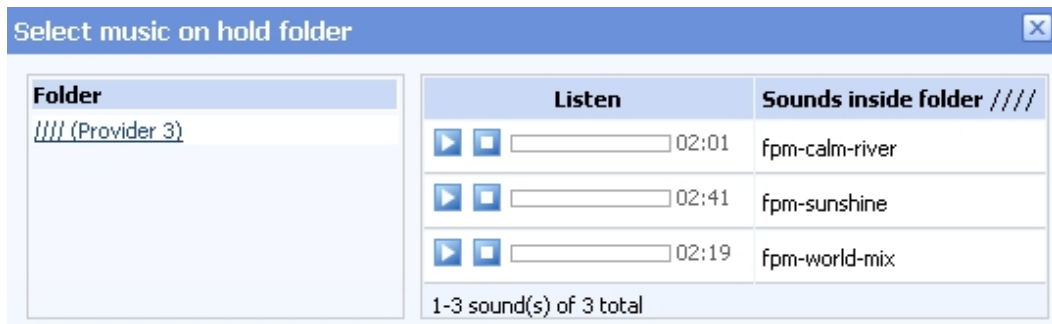 Select music on hold folder
Folder
//// (Provider 3)
Listen Sounds inside folder ////
02:01 fpm-calm-river
02:41 fpm-sunshine
02:19 fpm-world-mix
1-3 sound(s) of 3 total